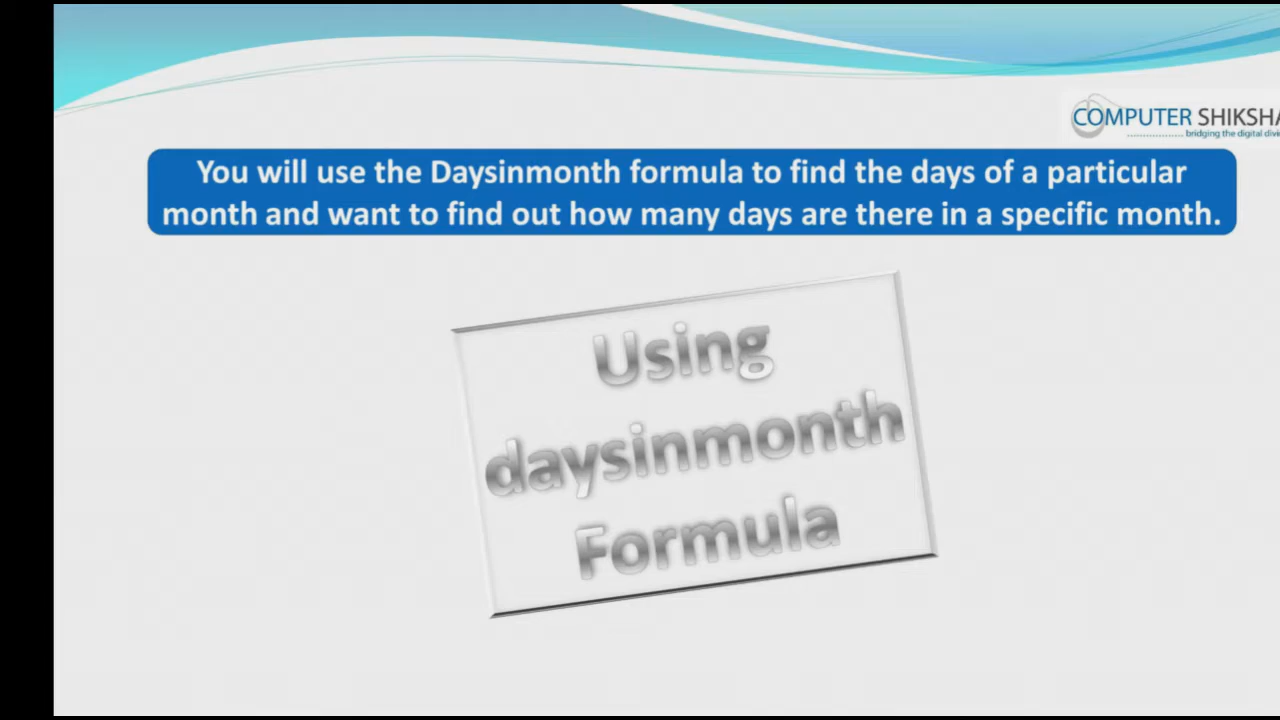 COMPUTER SHIKSHA
bridging the digital divi
You will use the Daysinmonth formula to find the days of a particular
month and want to find out how many days are there in a specific month.
Using
daysinmonth
Formula